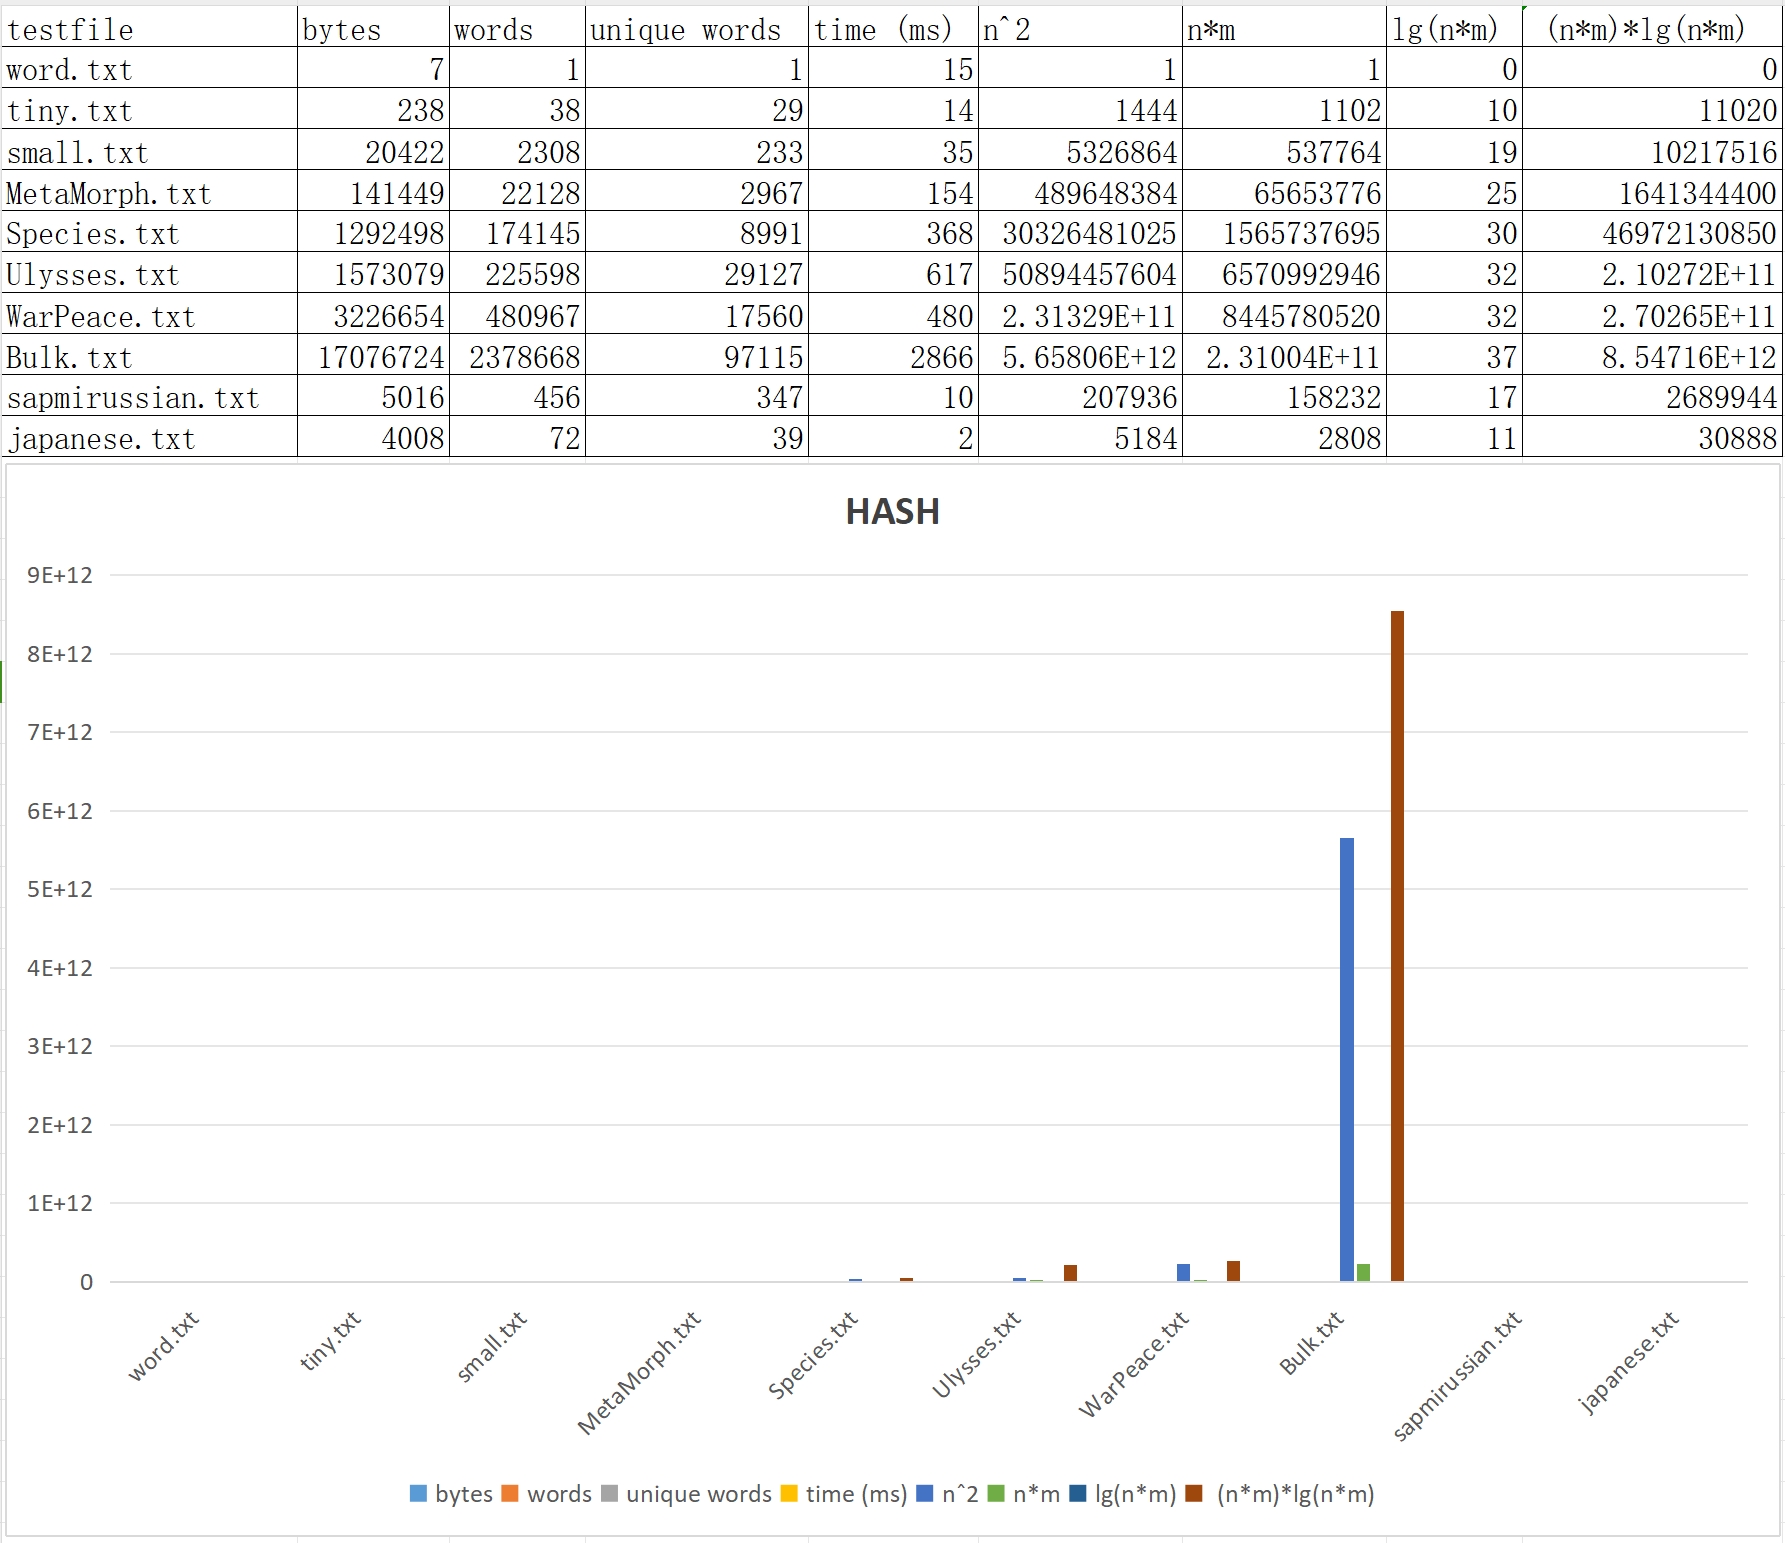 testfile bytes words unique words time (ms) n^2 n*m lg(n*m) (n*m)*lg(n*m)
word.txt 7 1 1 15 1 1 0 0
tiny.txt 238 38 29 14 1444 1102 10 11020
small.txt 20422 2308 233 35 5326864 537764 19 10217516
MetaMorph.txt 141449 22128 2967 154 489648384 65653776 25 1641344400
Species.txt 1292498 174145 8991 368 30326481025 1565737695 30 46972130850
Ulysses.txt 1573079 225598 29127 617 50894457604 6570992946 32 2.10272E+11
WarPeace.txt 3226654 480967 17560 480 2.31329E+11 8445780520 32 2.70265E+11
Bulk.txt 17076724 2378668 97115 2866 5.65806E+12 2.31004E+11 37 8.54716E+12
sapmirussian.txt 5016 456 347 10 207936 158232 17 2689944
japanese.txt 4008 72 39 2 5184 2808 11 30888
HASH
9E+12
8E+12
7E+12
6E+12
5E+12
4E+12
3E+12
2E+12
1E+12
0
word.txt tiny.txt small.txt MetaMorph.txt Species.txt Ulysses.txt WarPeace.txt Bulk.txt sapmirussian.txt japanese.txt
bytes words unique words time (ms) n^2 n*m lg(n*m) (n*m)*lg(n*m)